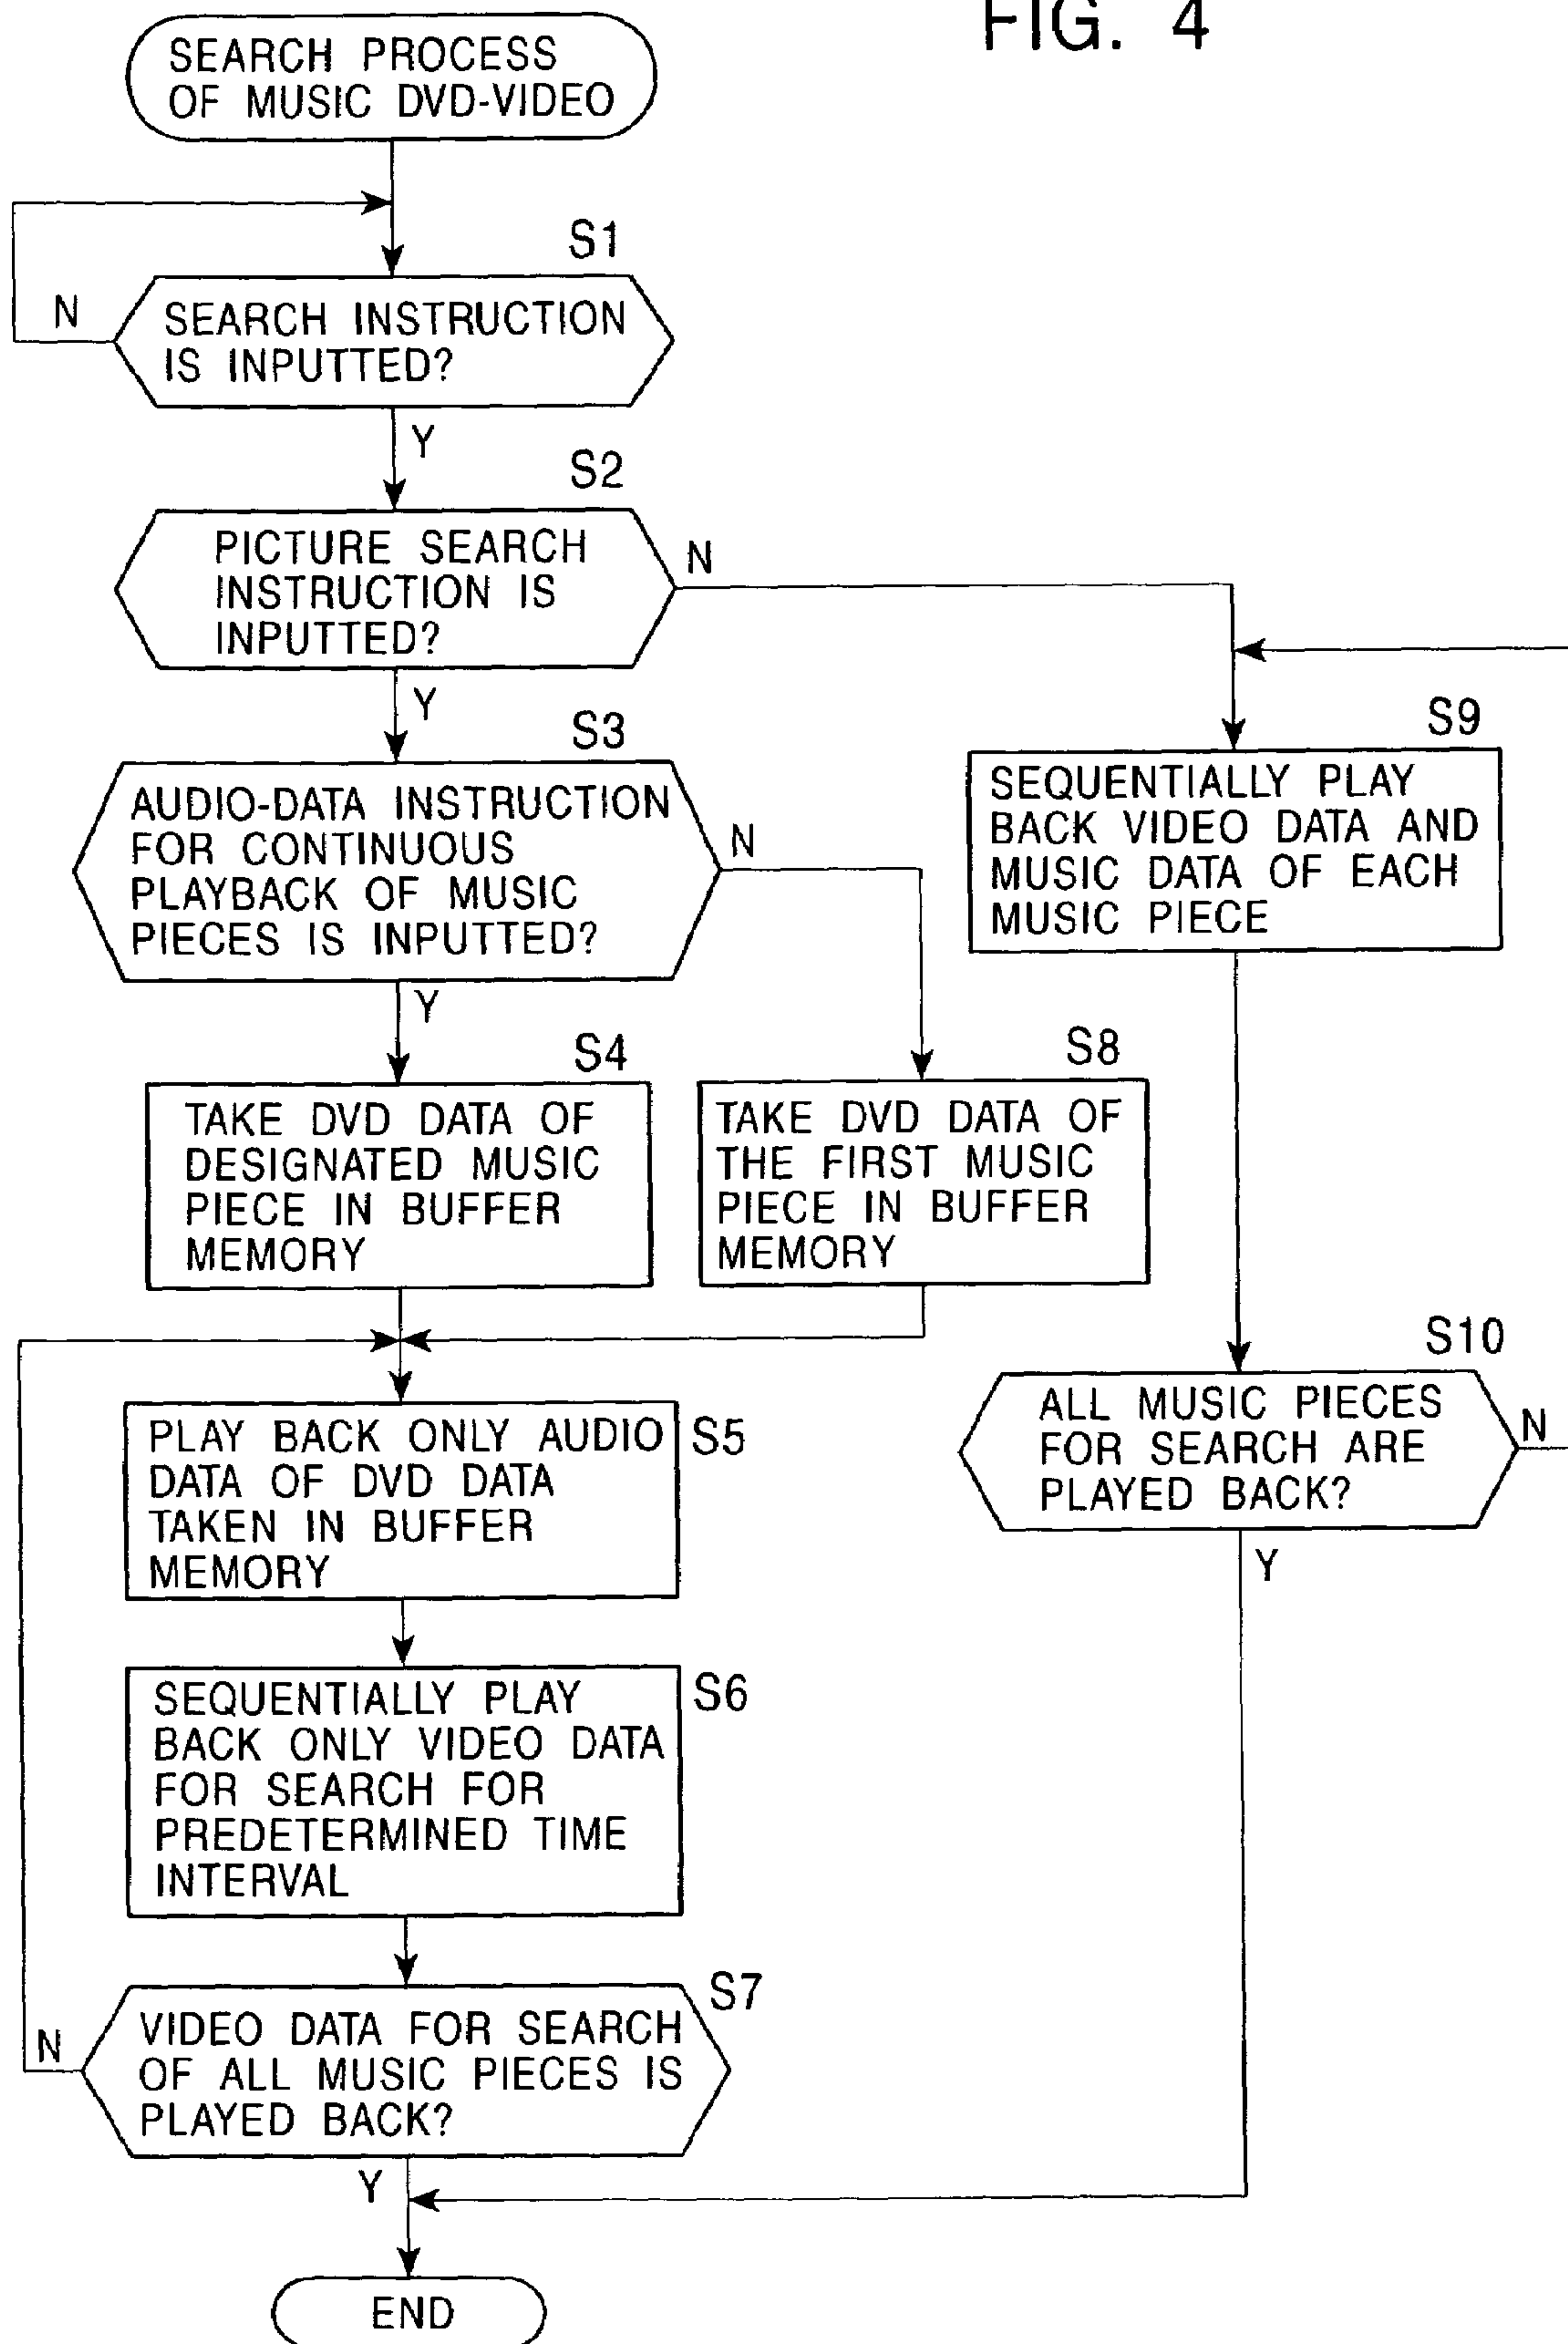 FIG. 4
SEARCH PROCESS
OF MUSIC DVD-VIDEO
S1
N
SEARCH INSTRUCTION
IS INPUTTED?
Y
S2
PICTURE SEARCH
INSTRUCTION IS
INPUTTED?
N
Y
S3
AUDIO-DATA INSTRUCTION
FOR CONTINUOUS
PLAYBACK OF MUSIC
PIECES IS INPUTTED?
N
Y
S4
TAKE DVD DATA OF
DESIGNATED MUSIC
PIECE IN BUFFER
MEMORY
S8
TAKE DVD DATA OF
THE FIRST MUSIC
PIECE IN BUFFER
MEMORY
S9
SEQUENTIALLY PLAY
BACK VIDEO DATA AND
MUSIC DATA OF EACH
MUSIC PIECE
S10
ALL MUSIC PIECES
FOR SEARCH ARE
PLAYED BACK?
N
Y
PLAY BACK ONLY AUDIO
DATA OF DVD DATA
TAKEN IN BUFFER
MEMORY
S5
SEQUENTIALLY PLAY
BACK ONLY VIDEO DATA
FOR SEARCH FOR
PREDETERMINED TIME
INTERVAL
S6
S7
VIDEO DATA FOR SEARCH
OF ALL MUSIC PIECES IS
PLAYED BACK?
N
Y
END